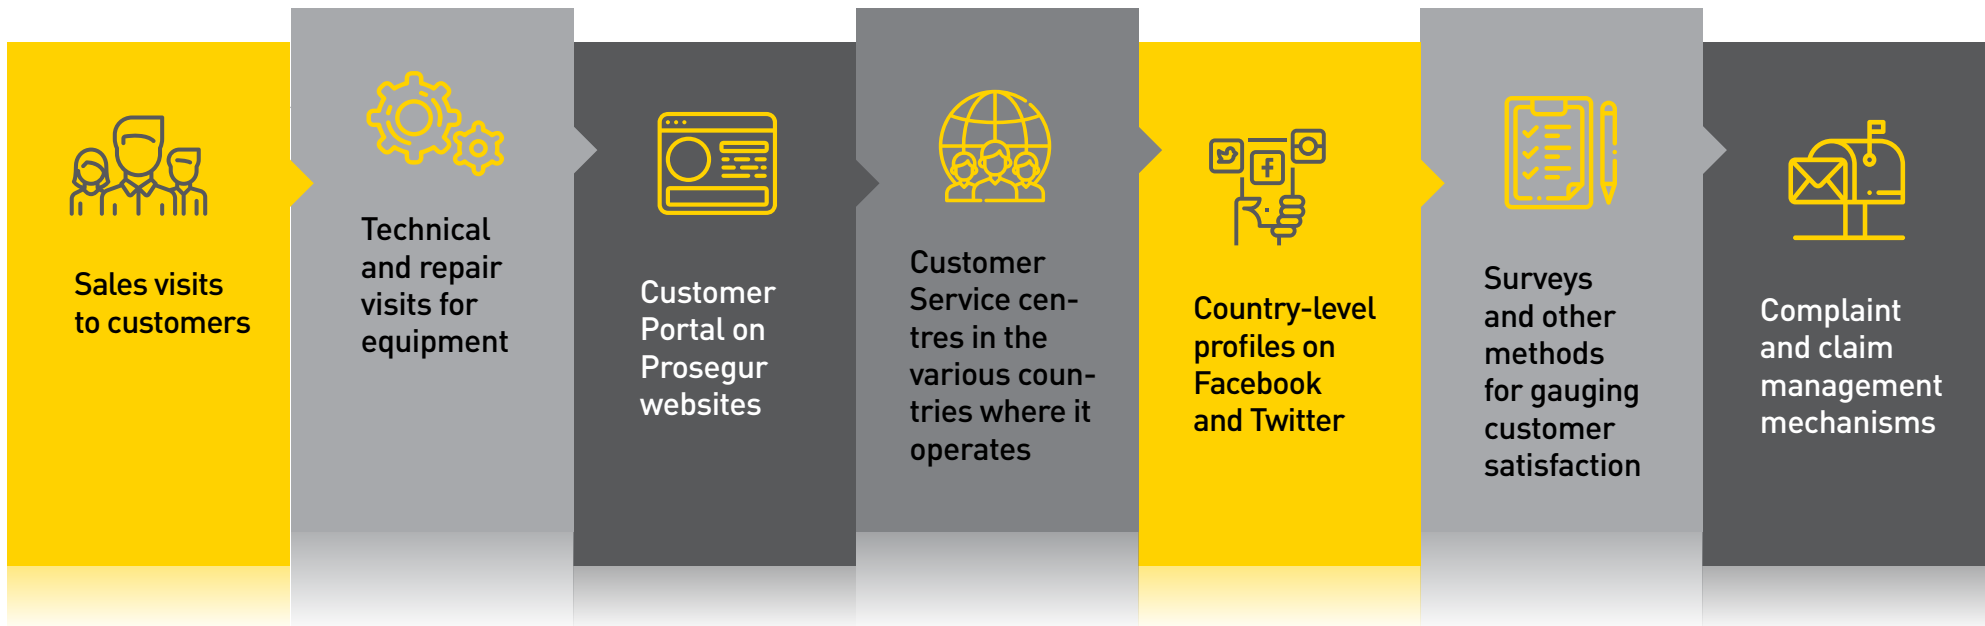 Sales visits
to customers
Technical
and repair
visits for
equipment
Customer
Portal on
Prosegur
websites
Customer
Service cen-
tres in the
various coun-
tries where it
operates
Country-level
profiles on
Facebook
and Twitter
Surveys
and other
methods
for gauging
customer
satisfaction
Complaint
and claim
management
mechanisms